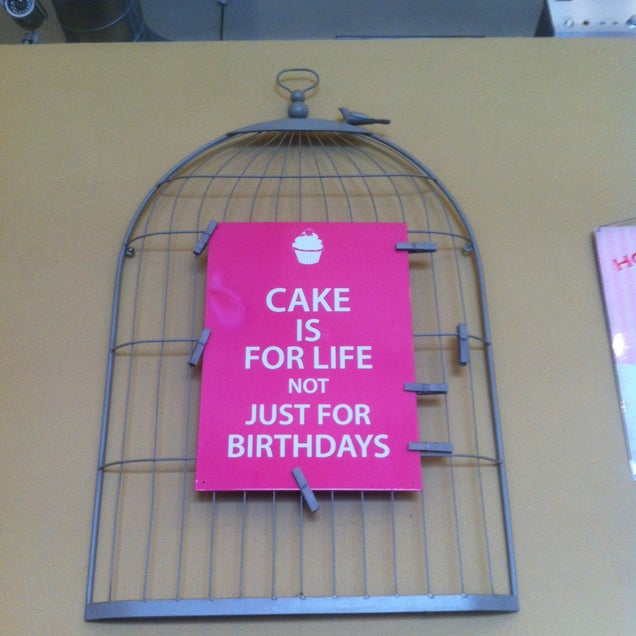 CAKE
IS
FOR LIFE
NOT
JUST FOR
BIRTHDAYS